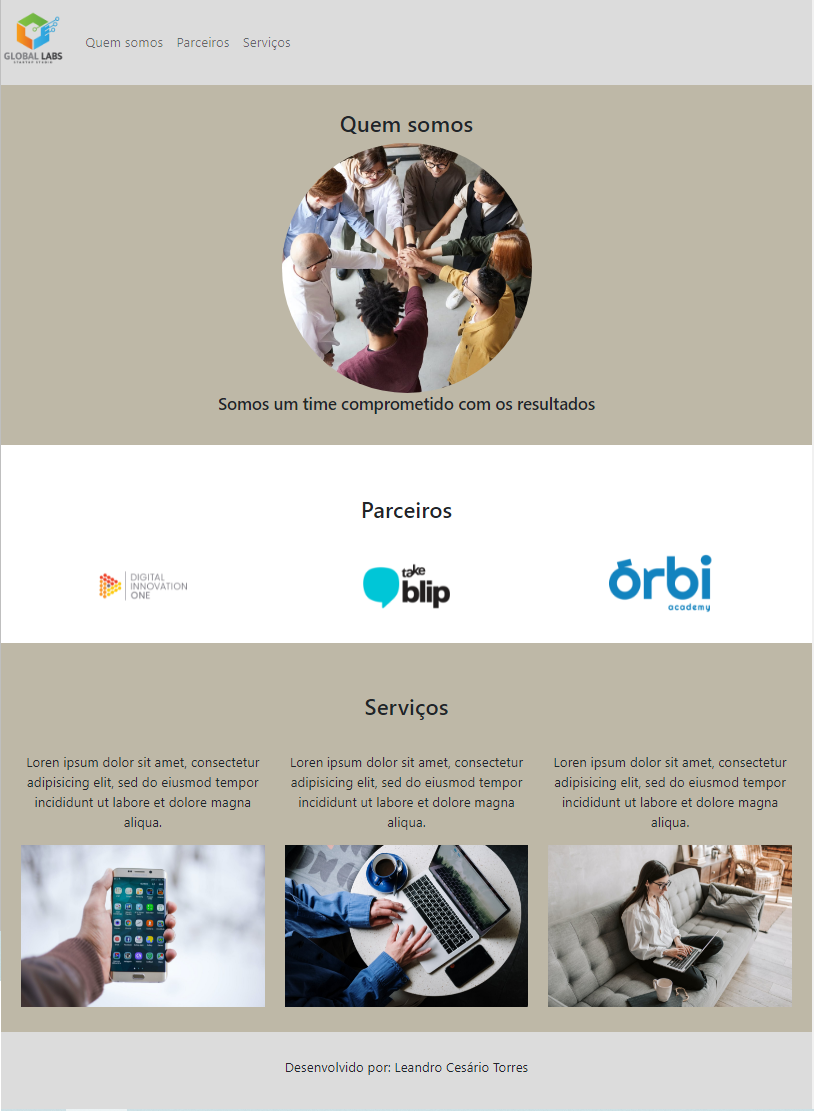 GLOBAL LABS
STARTUP STUDIO
Quem somos Parceiros Serviços
Quem somos
Somos um time comprometido com os resultados
Parceiros
DIGITAL
INNOVATION
ONE
take
blip
órbi
academy
Serviços
Loren ipsum dolor sit amet, consectetur
adipisicing elit, sed do eiusmod tempor
incididunt ut labore et dolore magna
aliqua.
Loren ipsum dolor sit amet, consectetur
adipisicing elit, sed do eiusmod tempor
incididunt ut labore et dolore magna
aliqua.
Loren ipsum dolor sit amet, consectetur
adipisicing elit, sed do eiusmod tempor
incididunt ut labore et dolore magna
aliqua.
Desenvolvido por: Leandro Cesário Torres